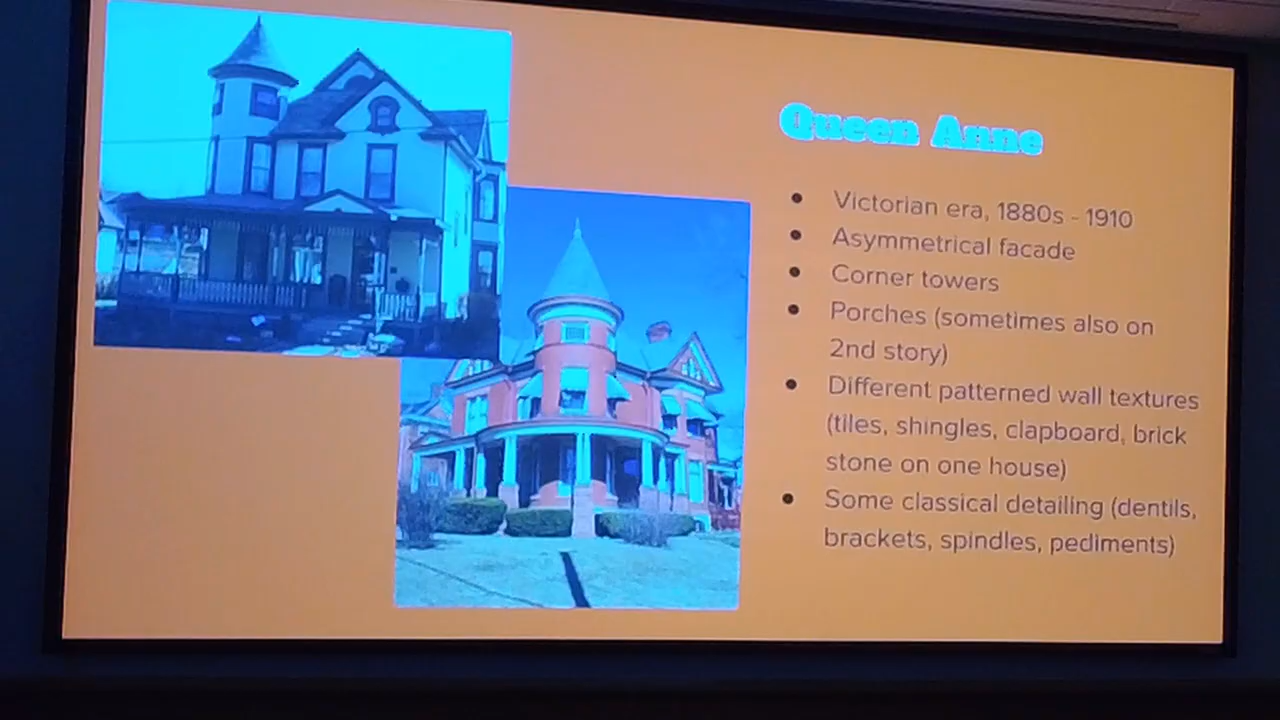 Queen Anne
• Victorian era, 1880s - 1910
• Asymmetrical facade
• Corner towers
• Porches (sometimes also on
2nd story)
• Different patterned wall textures
(tiles, shingles, clapboard, brick
stone on one house)
• Some classical detailing (dentils,
brackets, spindles, pediments)